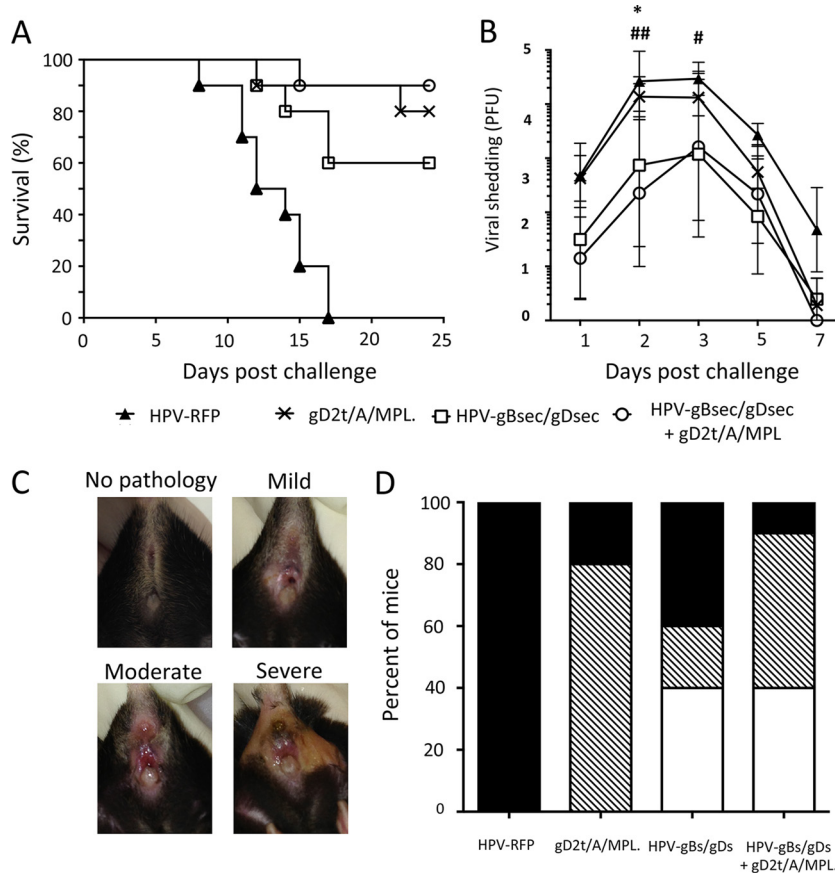 A
100
80
60
40
20
0
Survival (%)
0 5 10 15 20 25
Days post challenge
B
*
## #
5
4
3
2
1
0
Viral shedding (PFU)
1 2 3 5 7
Days post challenge
HPV-RFP gD2t/A/MPL. HPV-gBsec/gDsec HPV-gBsec/gDsec
+ gD2t/A/MPL
C
No pathology Mild
Moderate Severe
D
100
80
60
40
20
0
Percent of mice
HPV-RFP gD2t/A/MPL. HPV-gBs/gDs HPV-gBs/gDs
+ gD2t/A/MPL.